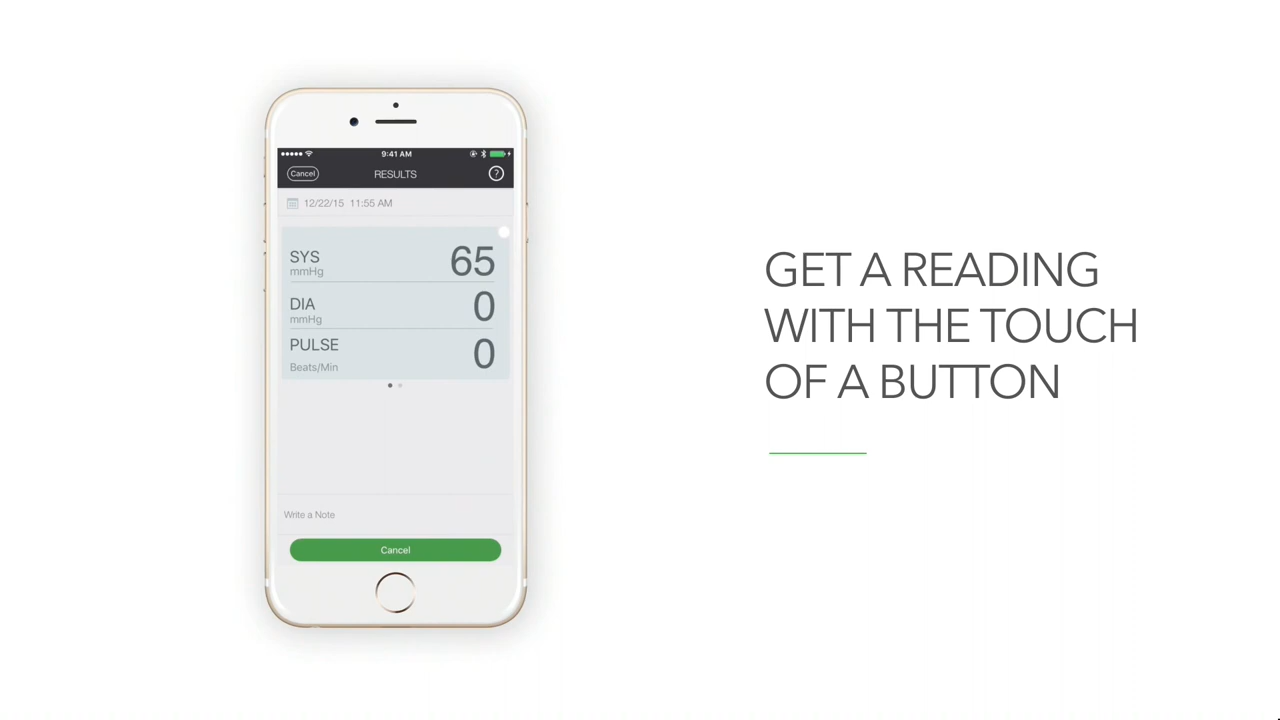 9:41 AM
Cancel
RESULTS
?
12/22/15 11:55 AM
SYS
mmHg
65
DIA
mmHg
0
PULSE
Beats/Min
0
Write a Note
Cancel
GET A READING
WITH THE TOUCH
OF A BUTTON